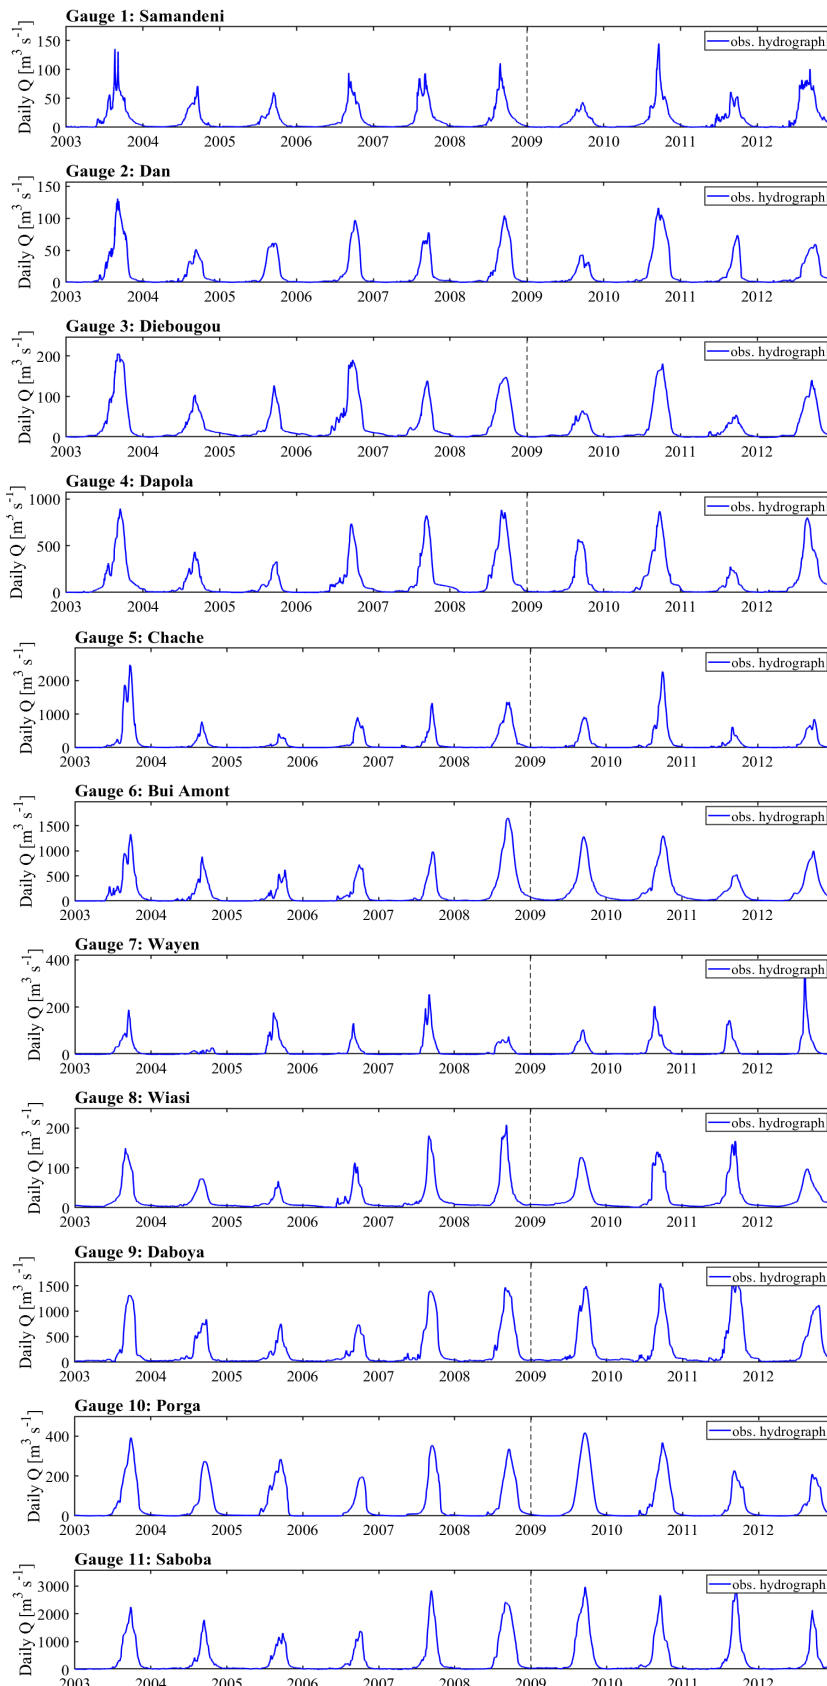 Gauge 1: Samandeni
Daily Q [m³ s⁻¹]
150
100
50
0
obs. hydrograph
2003 2004 2005 2006 2007 2008 2009 2010 2011 2012
Gauge 2: Dan
Daily Q [m³ s⁻¹]
150
100
50
0
obs. hydrograph
2003 2004 2005 2006 2007 2008 2009 2010 2011 2012
Gauge 3: Diebougou
Daily Q [m³ s⁻¹]
200
100
0
obs. hydrograph
2003 2004 2005 2006 2007 2008 2009 2010 2011 2012
Gauge 4: Dapola
Daily Q [m³ s⁻¹]
1000
500
0
obs. hydrograph
2003 2004 2005 2006 2007 2008 2009 2010 2011 2012
Gauge 5: Chache
Daily Q [m³ s⁻¹]
2000
1000
0
obs. hydrograph
2003 2004 2005 2006 2007 2008 2009 2010 2011 2012
Gauge 6: Bui Amont
Daily Q [m³ s⁻¹]
1500
1000
500
0
obs. hydrograph
2003 2004 2005 2006 2007 2008 2009 2010 2011 2012
Gauge 7: Wayen
Daily Q [m³ s⁻¹]
400
200
0
obs. hydrograph
2003 2004 2005 2006 2007 2008 2009 2010 2011 2012
Gauge 8: Wiasi
Daily Q [m³ s⁻¹]
200
100
0
obs. hydrograph
2003 2004 2005 2006 2007 2008 2009 2010 2011 2012
Gauge 9: Daboya
Daily Q [m³ s⁻¹]
1500
1000
500
0
obs. hydrograph
2003 2004 2005 2006 2007 2008 2009 2010 2011 2012
Gauge 10: Porga
Daily Q [m³ s⁻¹]
400
200
0
obs. hydrograph
2003 2004 2005 2006 2007 2008 2009 2010 2011 2012
Gauge 11: Saboba
Daily Q [m³ s⁻¹]
3000
2000
1000
0
obs. hydrograph
2003 2004 2005 2006 2007 2008 2009 2010 2011 2012